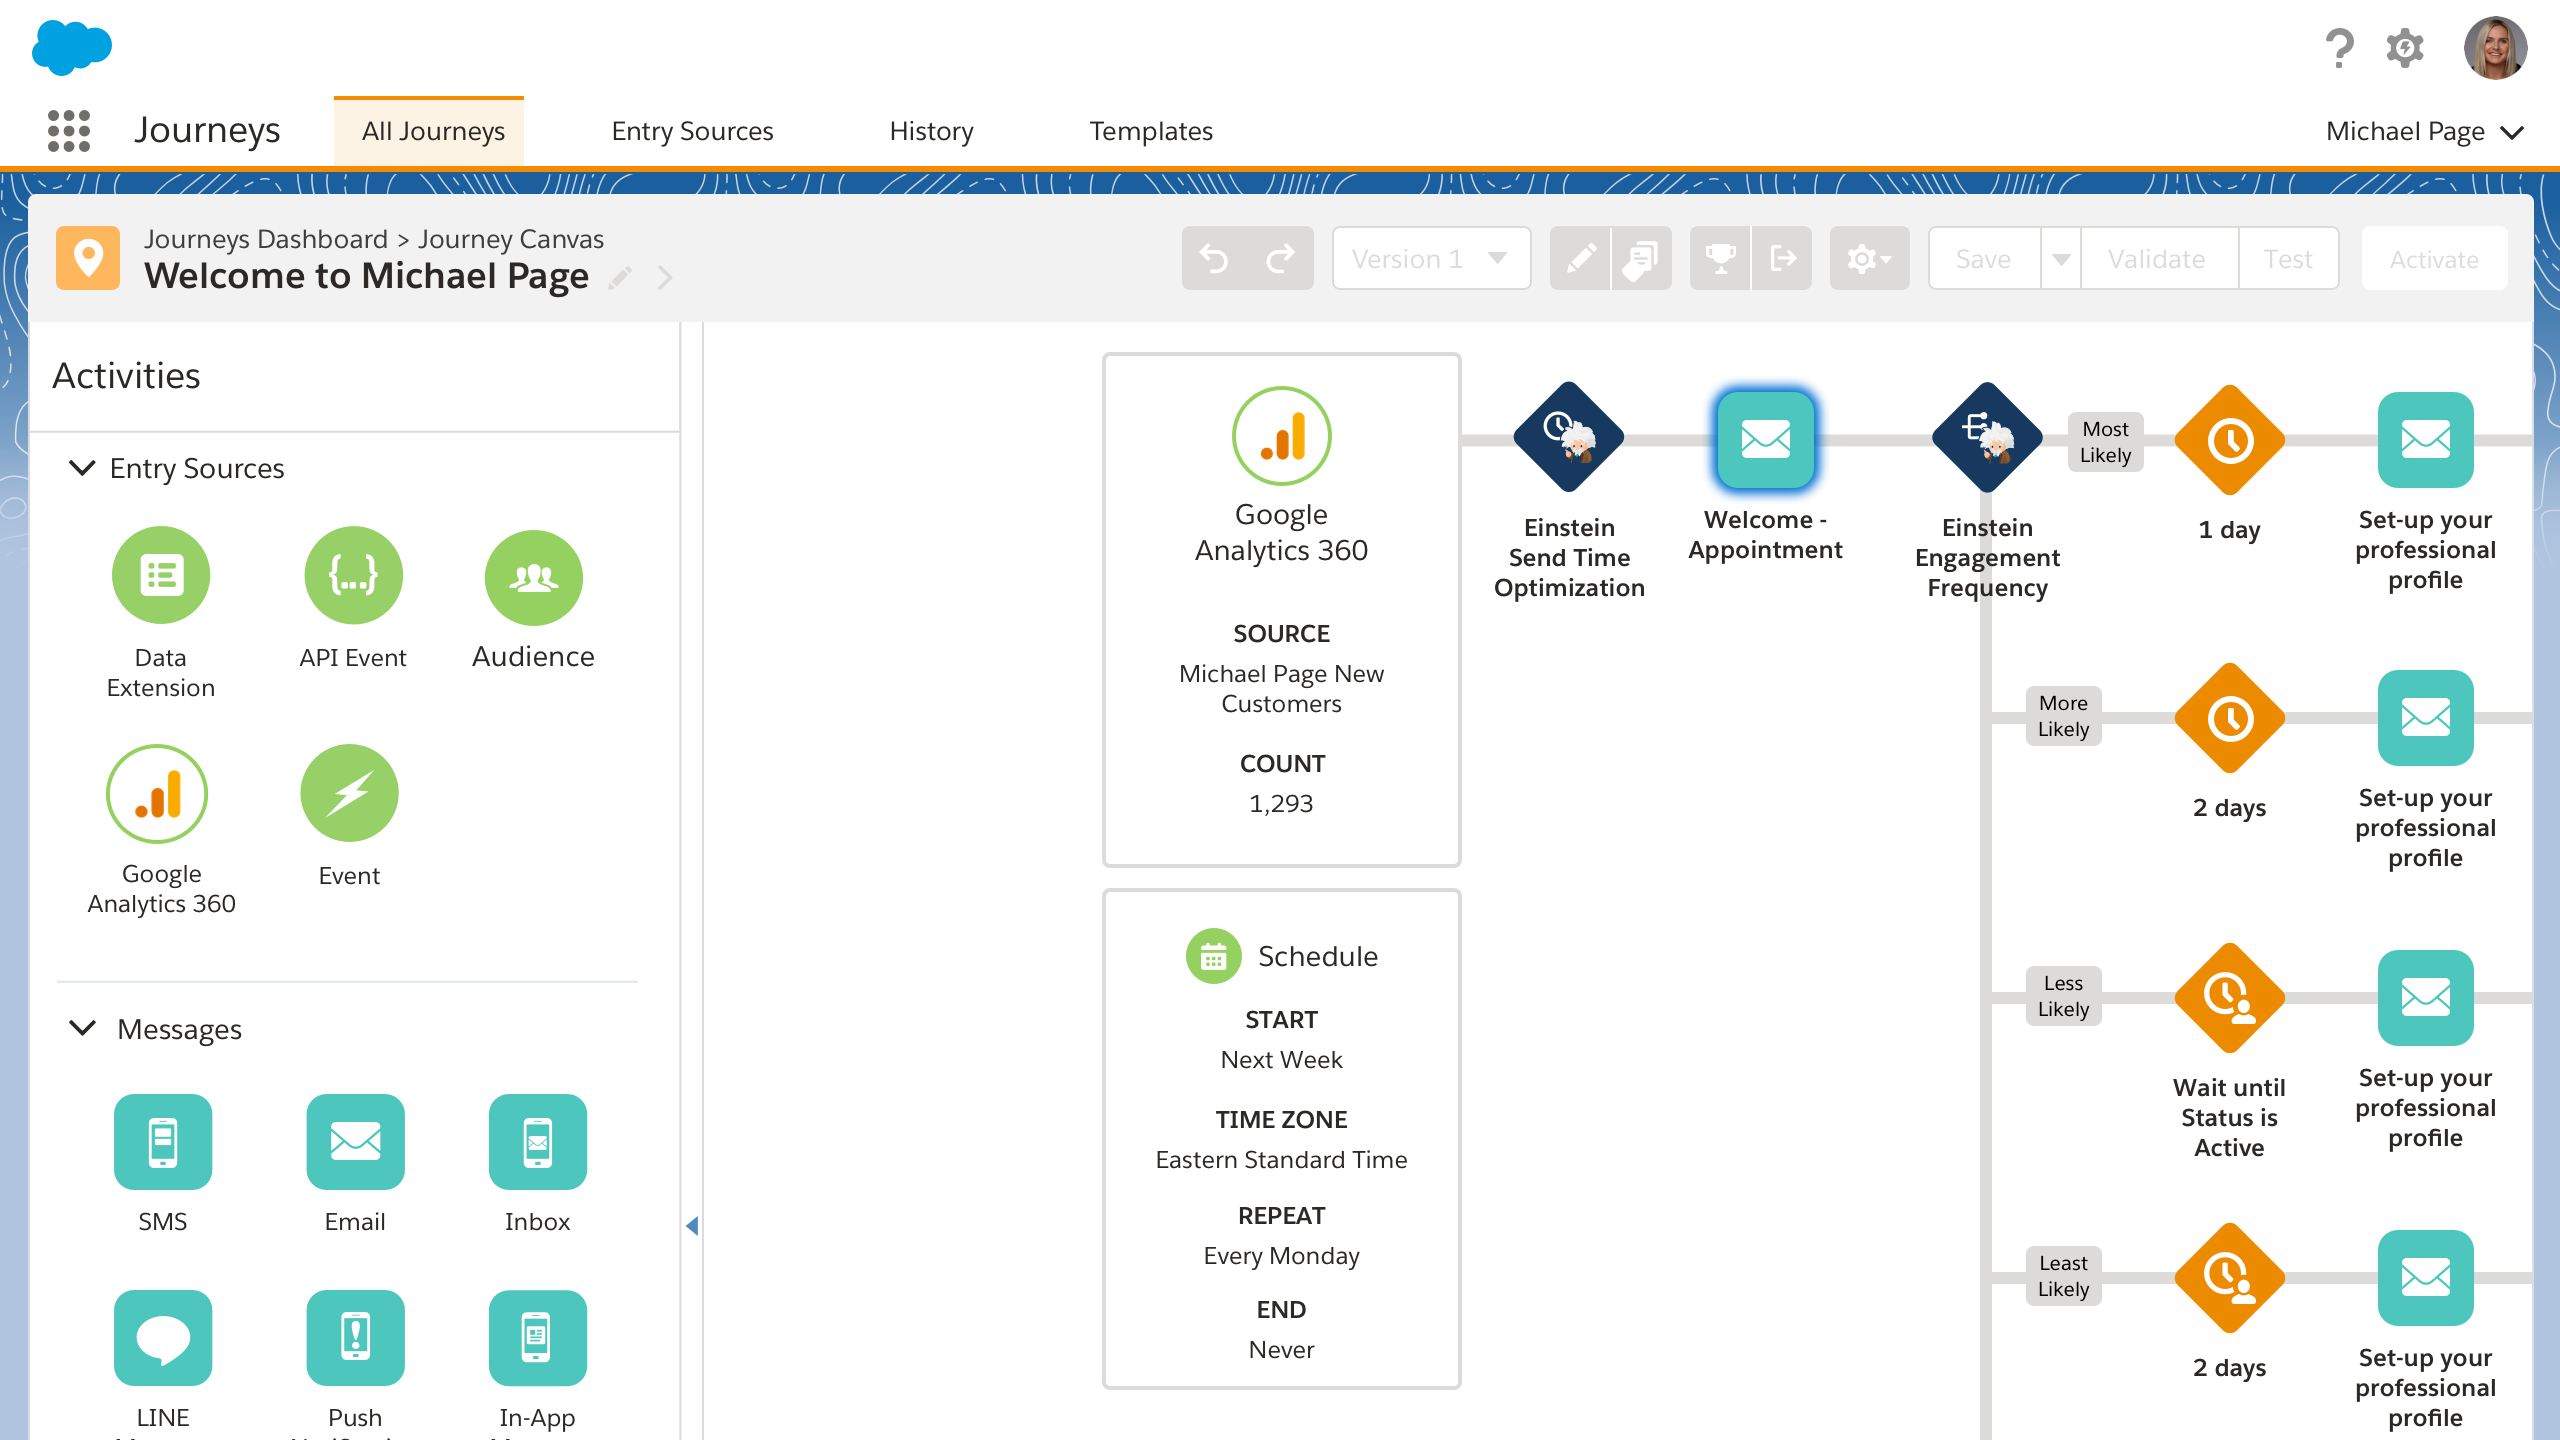 Journeys
All Journeys
Entry Sources
History
Templates
Michael Page
Journeys Dashboard > Journey Canvas
Welcome to Michael Page
Version 1
Save
Validate
Test
Activate
Activities
Entry Sources
Data
Extension
API Event
Audience
Google
Analytics 360
Event
Messages
SMS
Email
Inbox
LINE
Push
In-App
Google
Analytics 360
SOURCE
Michael Page New
Customers
COUNT
1,293
Schedule
START
Next Week
TIME ZONE
Eastern Standard Time
REPEAT
Every Monday
END
Never
Einstein
Send Time
Optimization
Welcome -
Appointment
Einstein
Engagement
Frequency
Most
Likely
1 day
Set-up your
professional
profile
More
Likely
2 days
Set-up your
professional
profile
Less
Likely
Wait until
Status is
Active
Set-up your
professional
profile
Least
Likely
2 days
Set-up your
professional
profile